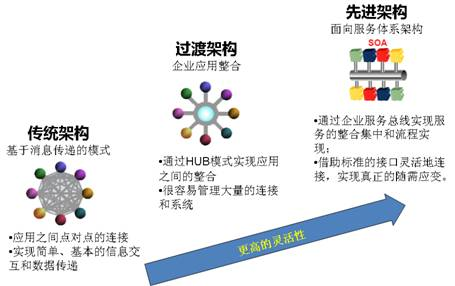 传统架构
基于消息传递的模式
•应用之间点对点的连接
•实现简单、基本的信息交
互和数据传递
过渡架构
企业应用整合
•通过HUB模式实现应用
之间的整合
•很容易管理大量的连接
和系统
先进架构
面向服务体系架构
SOA
•通过企业服务总线实现服
务的整合集中和流程实
现；
•借助标准的接口灵活地连
接，实现真正的随需应变。
更高的灵活性